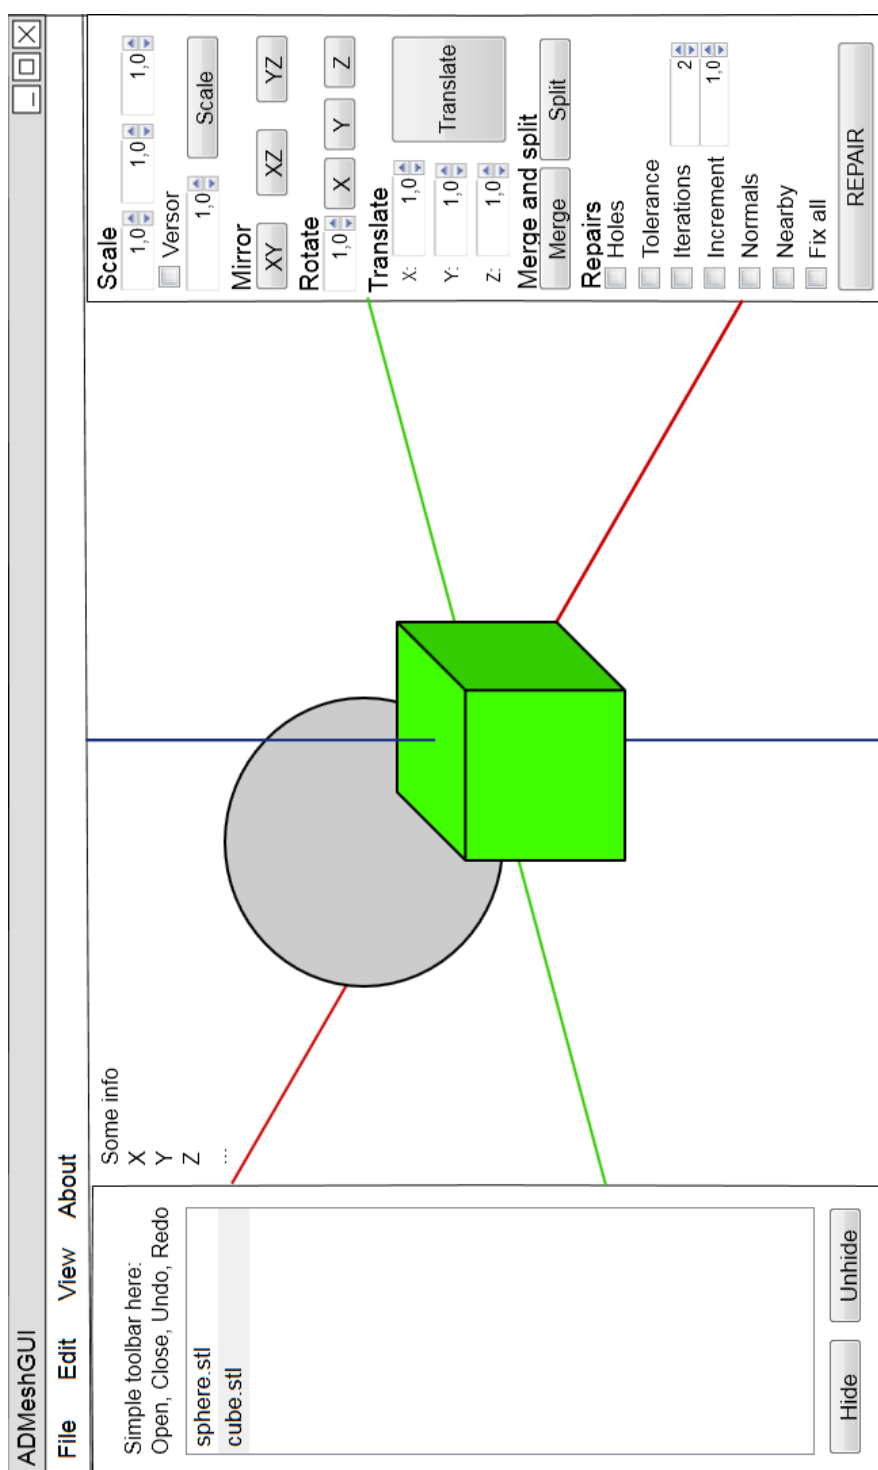 ADMeshGUI
File Edit View About
Simple toolbar here:
Open, Close, Undo, Redo
sphere.stl
cube.stl
Hide Unhide
Some info
X
Y
Z
...
Scale
1,0 1,0 1,0
Versor
1,0 Scale
Mirror
XY XZ YZ
Rotate
1,0 X Y Z
Translate
X: 1,0
Y: 1,0
Z: 1,0
Translate
Merge and split
Merge Split
Repairs
Holes
Tolerance
Iterations 2
Increment 1,0
Normals
Nearby
Fix all
REPAIR